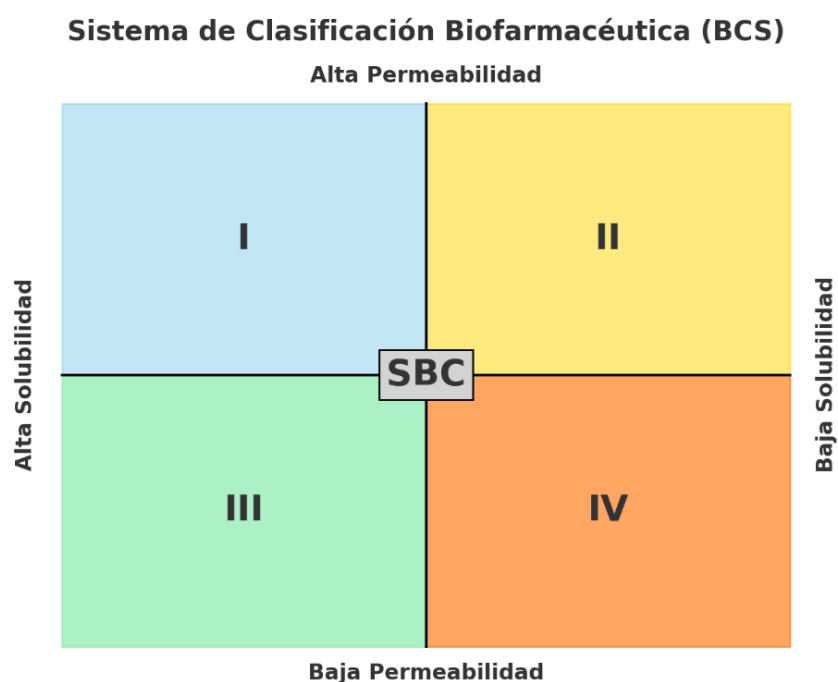 Sistema de Clasificación Biofarmacéutica (BCS)
Alta Permeabilidad
I
II
Alta Solubilidad
SBC
Baja Solubilidad
III
IV
Baja Permeabilidad